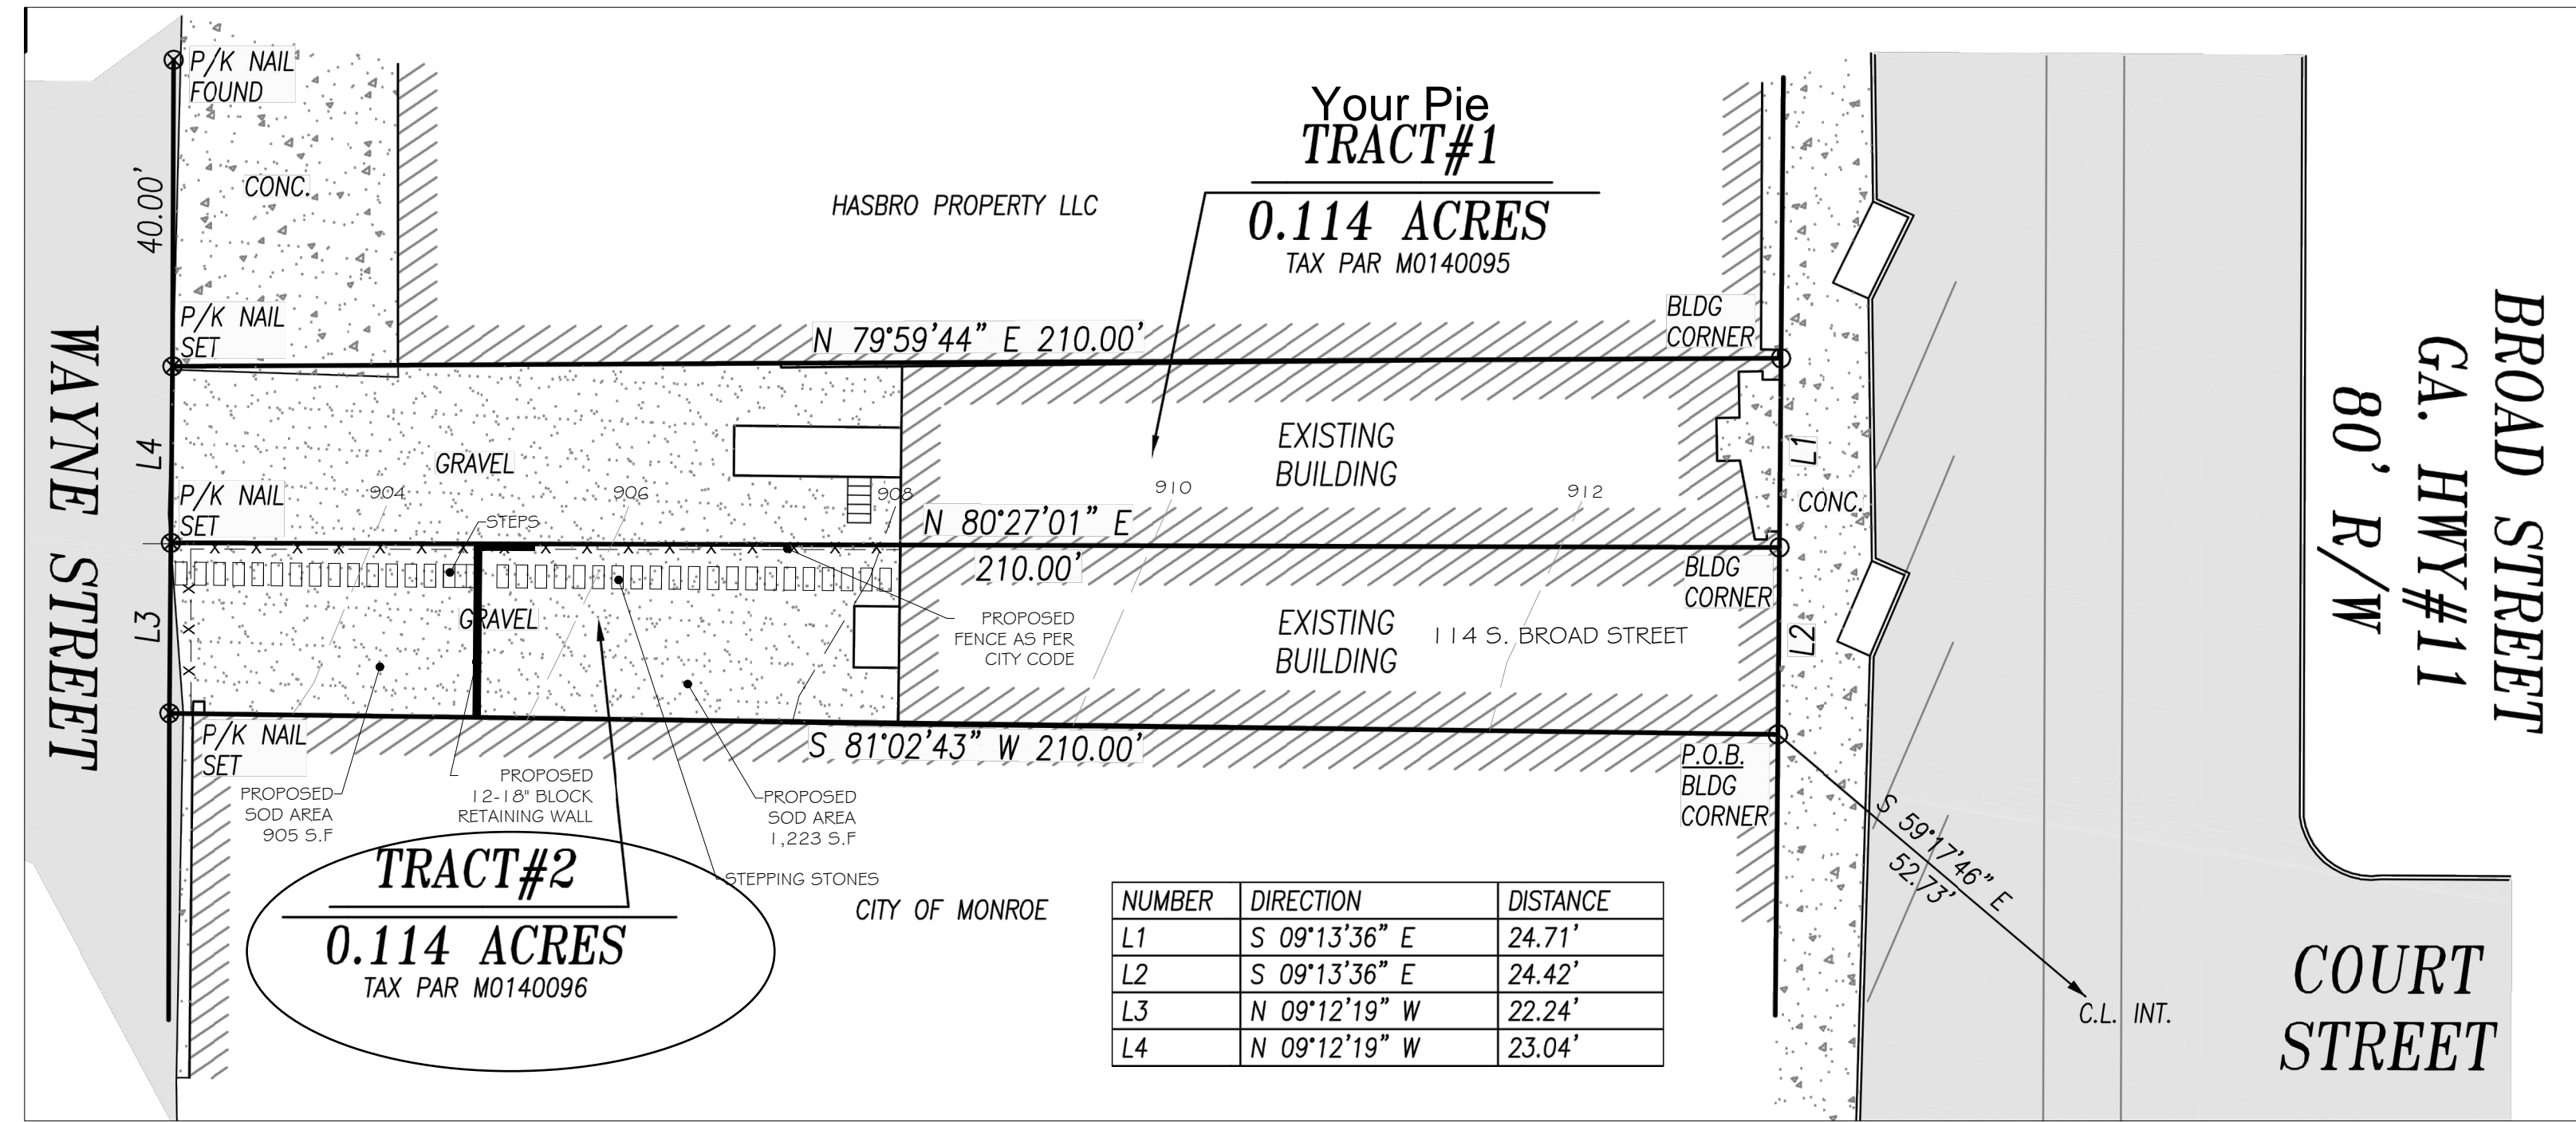 P/K NAIL
FOUND
CONC.
40.00'
P/K NAIL
SET
L4
P/K NAIL
SET
L3
P/K NAIL
SET
WAYNE STREET
HASBRO PROPERTY LLC
Your Pie
TRACT#1
0.114 ACRES
TAX PAR M0140095
N 79°59'44" E 210.00'
BLDG
CORNER
EXISTING
BUILDING
GRAVEL
904
906
908
910
912
STEPS
N 80°27'01" E
210.00'
BLDG
CORNER
L1
CONC.
L2
GRAVEL
PROPOSED
FENCE AS PER
CITY CODE
EXISTING
BUILDING
114 S. BROAD STREET
S 81°02'43" W 210.00'
P.O.B.
BLDG
CORNER
PROPOSED
SOD AREA
905 S.F
PROPOSED
12-18" BLOCK
RETAINING WALL
PROPOSED
SOD AREA
1,223 S.F
STEPPING STONES
TRACT#2
0.114 ACRES
TAX PAR M0140096
CITY OF MONROE
NUMBER DIRECTION DISTANCE
L1 S 09°13'36" E 24.71'
L2 S 09°13'36" E 24.42'
L3 N 09°12'19" W 22.24'
L4 N 09°12'19" W 23.04'
S 59°17'46" E
52.73'
C.L. INT.
BROAD STREET
GA. HWY#11
80' R/W
COURT
STREET